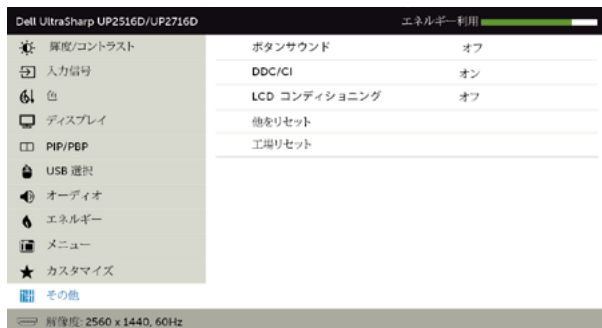 Dell UltraSharp UP2516D/UP2716D エネルギー利用
輝度/コントラスト ボタンサウンド オフ
入力信号 DDC/CI オン
色 LCD コンディショニング オフ
ディスプレイ 他をリセット
PIP/PBP 工場リセット
USB 選択
オーディオ
エネルギー
メニュー
カスタマイズ
その他
解像度: 2560 x 1440, 60Hz